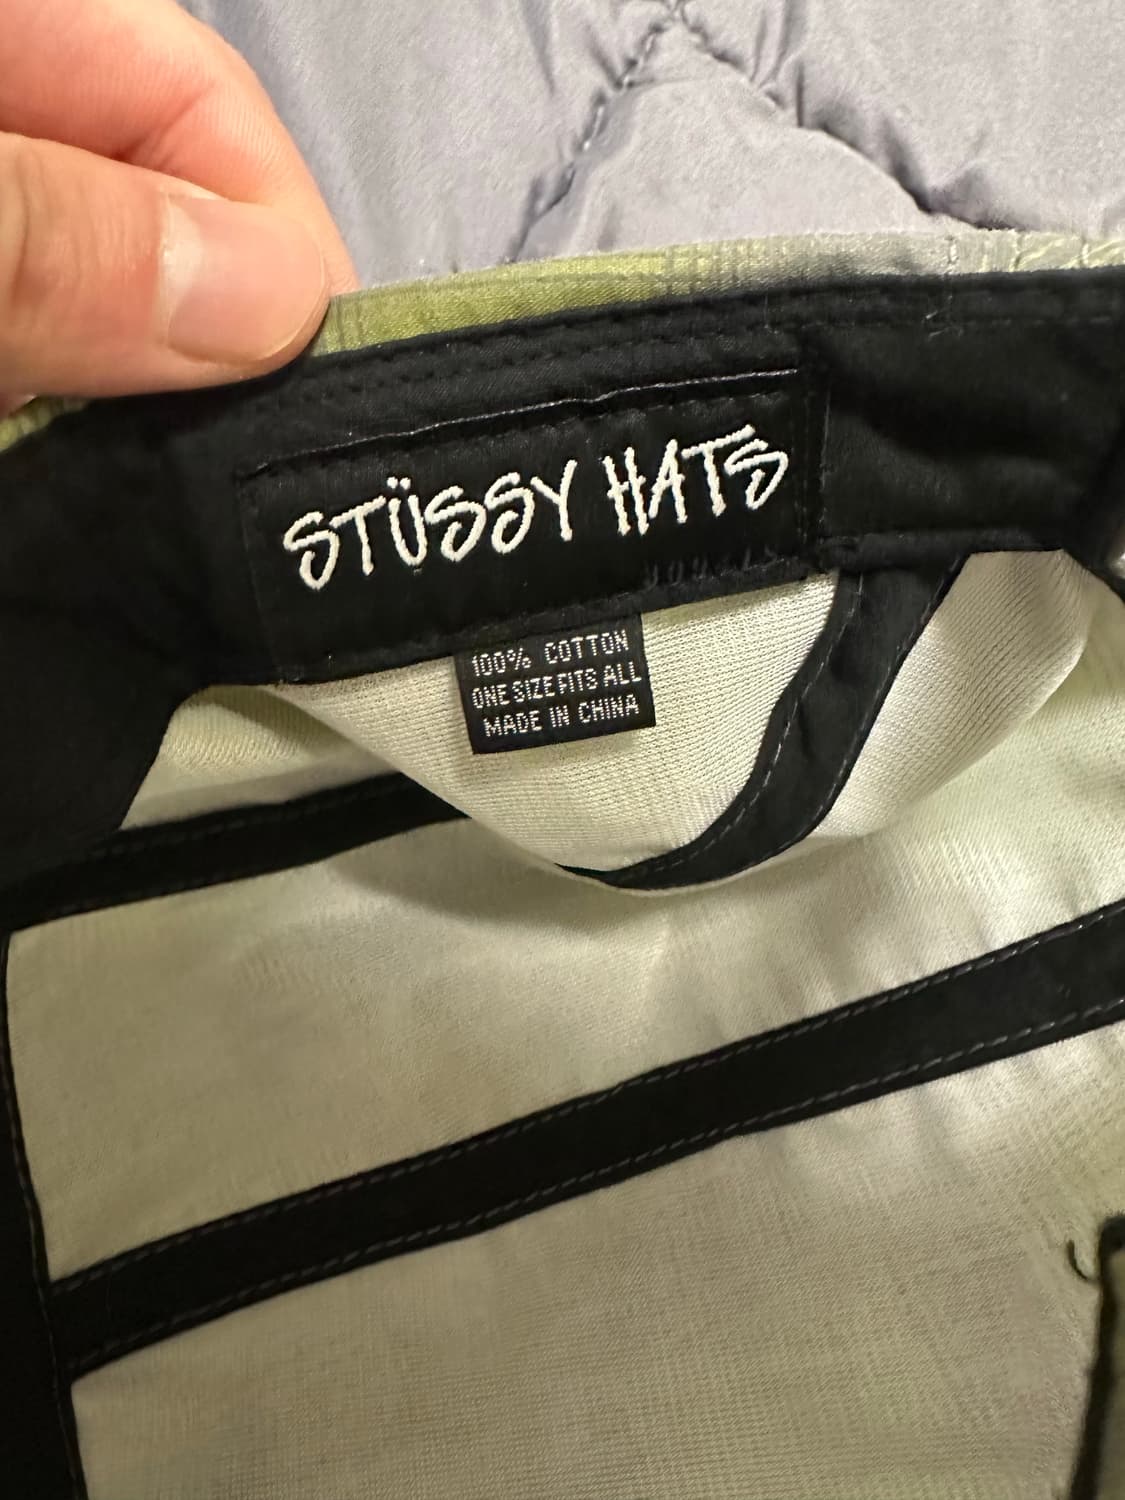 STÜSSY HATS
100% COTTON
ONE SIZE FITS ALL
MADE IN CHINA